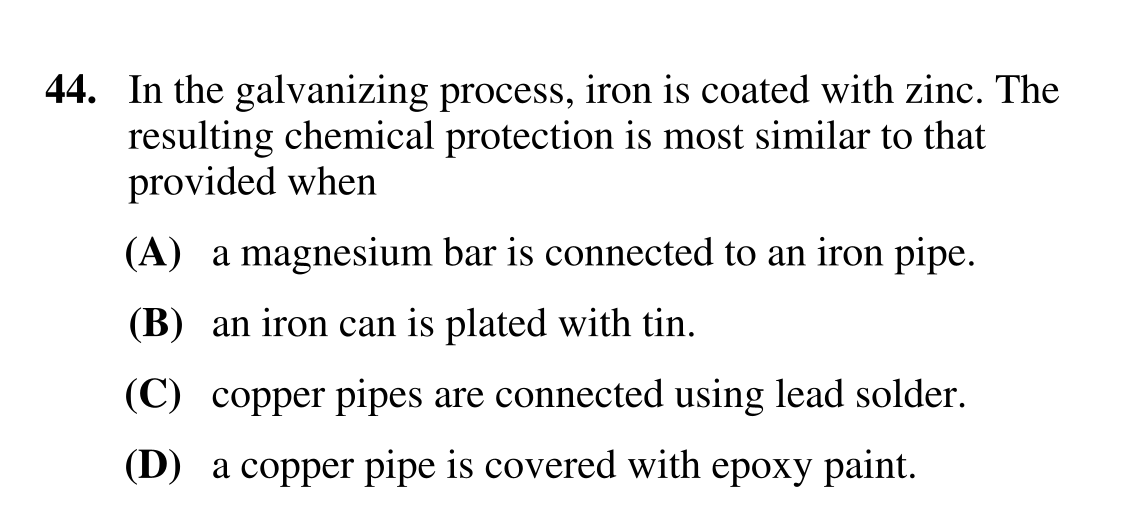 44. In the galvanizing process, iron is coated with zinc. The
resulting chemical protection is most similar to that
provided when
(A) a magnesium bar is connected to an iron pipe.
(B) an iron can is plated with tin.
(C) copper pipes are connected using lead solder.
(D) a copper pipe is covered with epoxy paint.